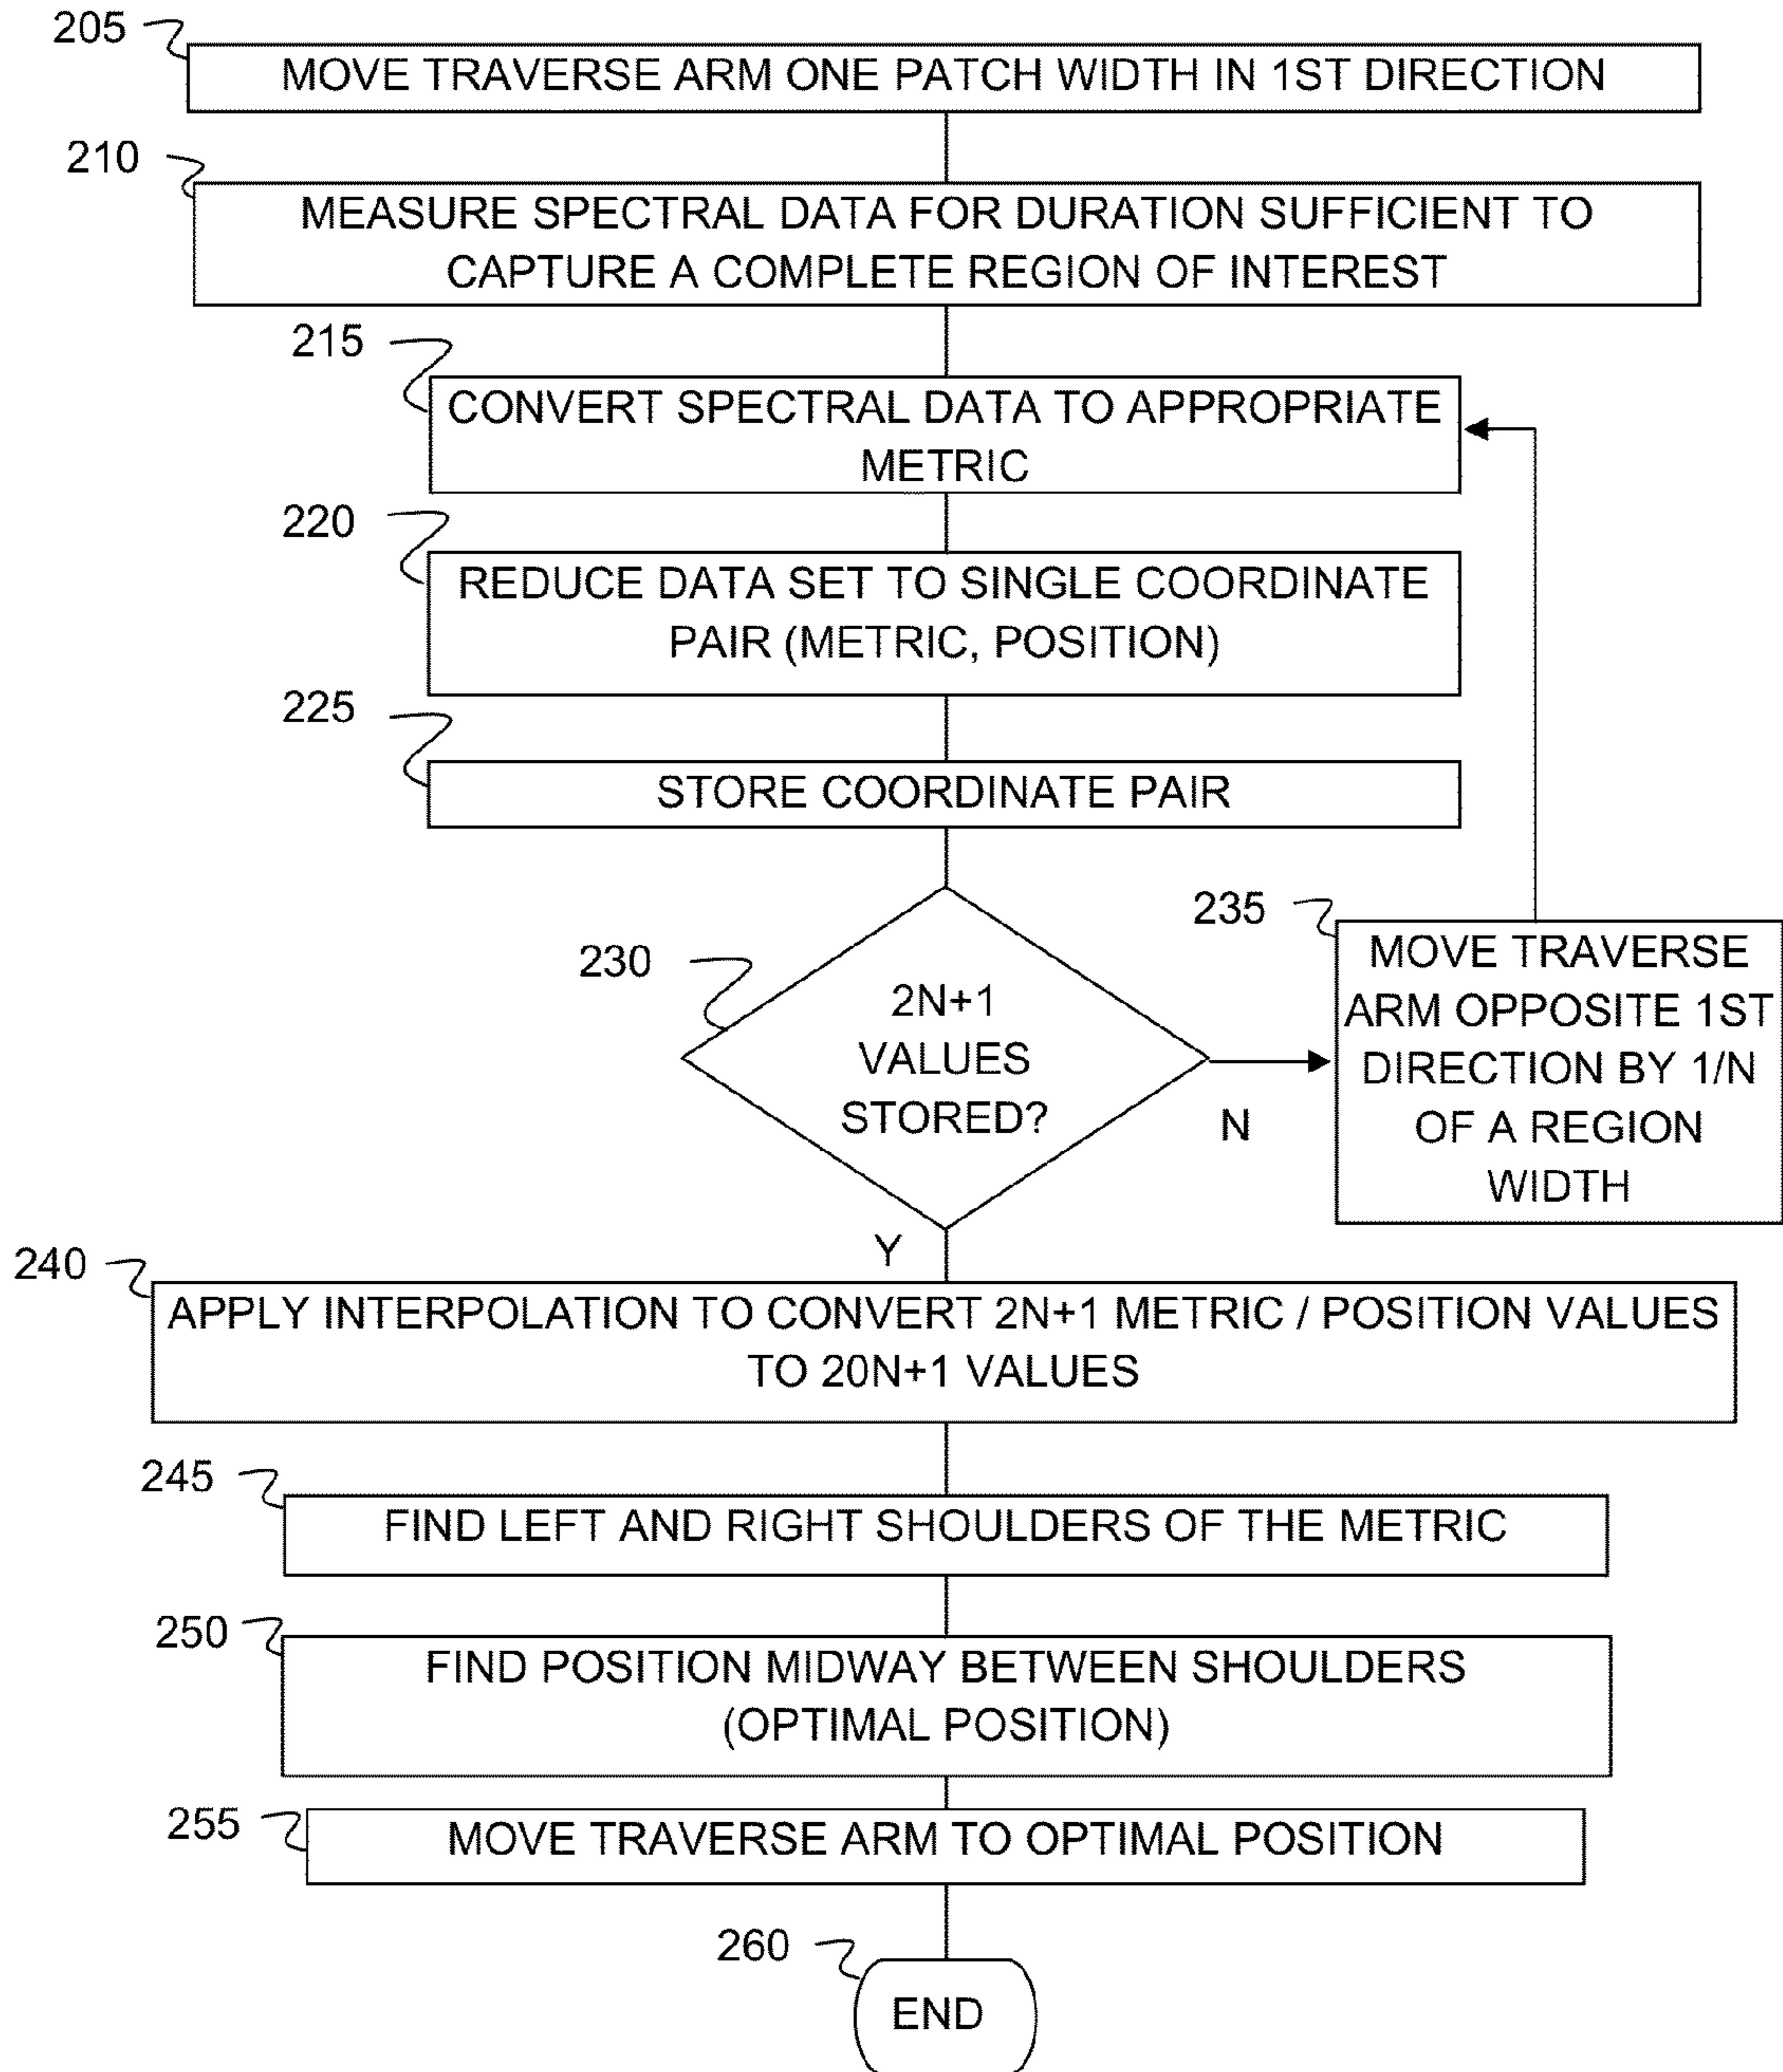 205
MOVE TRAVERSE ARM ONE PATCH WIDTH IN 1ST DIRECTION
210
MEASURE SPECTRAL DATA FOR DURATION SUFFICIENT TO
CAPTURE A COMPLETE REGION OF INTEREST
215
CONVERT SPECTRAL DATA TO APPROPRIATE
METRIC
220
REDUCE DATA SET TO SINGLE COORDINATE
PAIR (METRIC, POSITION)
225
STORE COORDINATE PAIR
230
2N+1
VALUES
STORED?
N
235
MOVE TRAVERSE
ARM OPPOSITE 1ST
DIRECTION BY 1/N
OF A REGION
WIDTH
Y
240
APPLY INTERPOLATION TO CONVERT 2N+1 METRIC / POSITION VALUES
TO 20N+1 VALUES
245
FIND LEFT AND RIGHT SHOULDERS OF THE METRIC
250
FIND POSITION MIDWAY BETWEEN SHOULDERS
(OPTIMAL POSITION)
255
MOVE TRAVERSE ARM TO OPTIMAL POSITION
260
END